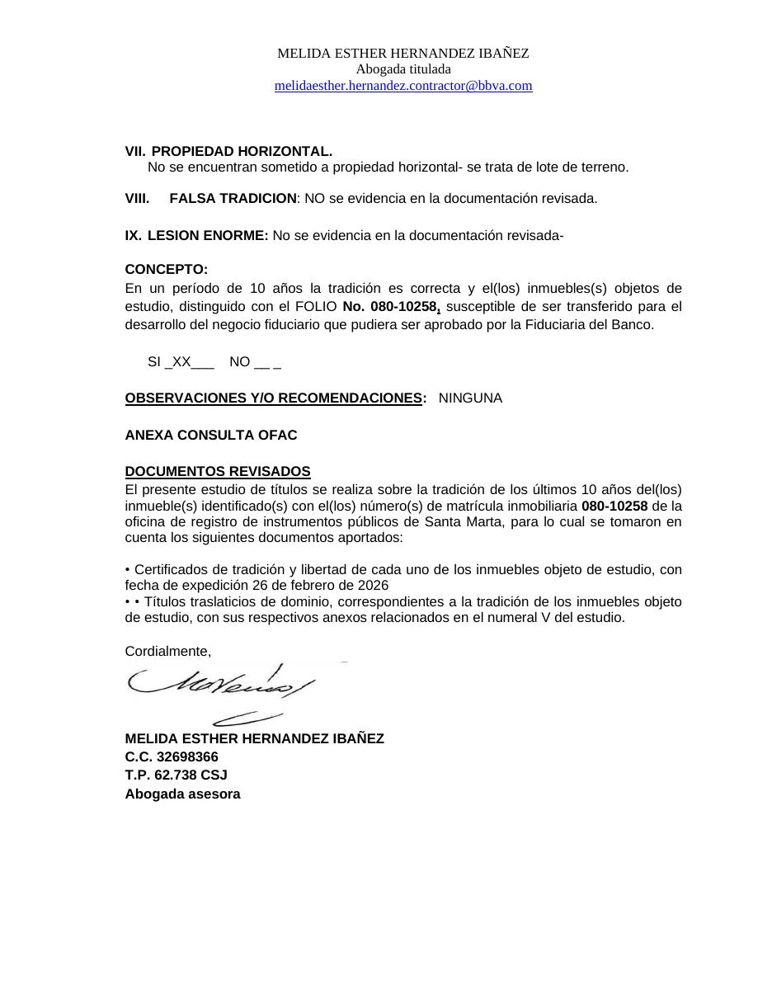 MELIDA ESTHER HERNANDEZ IBAÑEZ
Abogada titulada
melidaesther.hernandez.contractor@bbva.com
VII. PROPIEDAD HORIZONTAL.
No se encuentran sometido a propiedad horizontal- se trata de lote de terreno.
VIII. FALSA TRADICION: NO se evidencia en la documentación revisada.
IX. LESION ENORME: No se evidencia en la documentación revisada-
CONCEPTO:
En un período de 10 años la tradición es correcta y el(los) inmuebles(s) objetos de
estudio, distinguido con el FOLIO No. 080-10258, susceptible de ser transferido para el
desarrollo del negocio fiduciario que pudiera ser aprobado por la Fiduciaria del Banco.
SI _XX___ NO __ _
OBSERVACIONES Y/O RECOMENDACIONES: NINGUNA
ANEXA CONSULTA OFAC
DOCUMENTOS REVISADOS
El presente estudio de títulos se realiza sobre la tradición de los últimos 10 años del(los)
inmueble(s) identificado(s) con el(los) número(s) de matrícula inmobiliaria 080-10258 de la
oficina de registro de instrumentos públicos de Santa Marta, para lo cual se tomaron en
cuenta los siguientes documentos aportados:
• Certificados de tradición y libertad de cada uno de los inmuebles objeto de estudio, con
fecha de expedición 26 de febrero de 2026
• • Títulos traslaticios de dominio, correspondientes a la tradición de los inmuebles objeto
de estudio, con sus respectivos anexos relacionados en el numeral V del estudio.
Cordialmente,
MELIDA ESTHER HERNANDEZ IBAÑEZ
C.C. 32698366
T.P. 62.738 CSJ
Abogada asesora